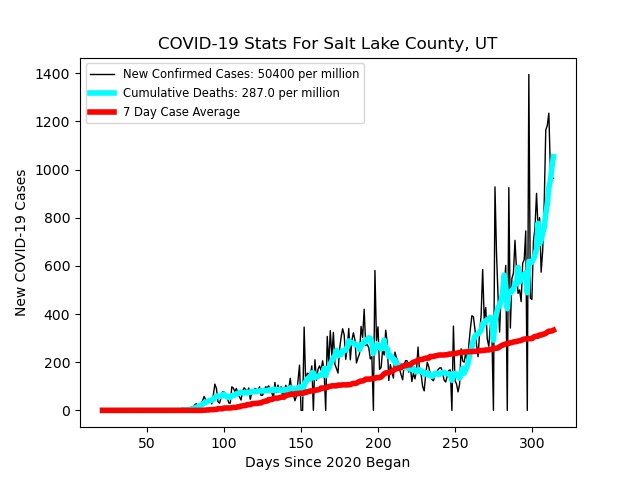 COVID-19 Stats For Salt Lake County, UT
New Confirmed Cases: 50400 per million
Cumulative Deaths: 287.0 per million
7 Day Case Average
New COVID-19 Cases
1400
1200
1000
800
600
400
200
0
50
100
150
200
250
300
Days Since 2020 Began